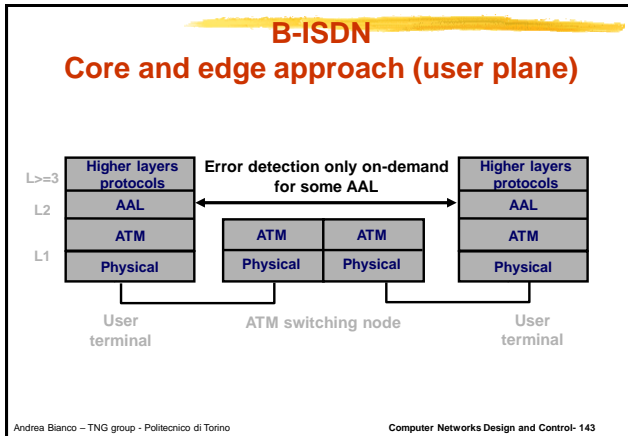 B-ISDN
Core and edge approach (user plane)
L>=3
L2
L1
Higher layers
protocols
AAL
ATM
Physical
Error detection only on-demand
for some AAL
ATM
ATM
Physical
Physical
Higher layers
protocols
AAL
ATM
Physical
User
terminal
ATM switching node
User
terminal
Andrea Bianco – TNG group - Politecnico di Torino
Computer Networks Design and Control- 143